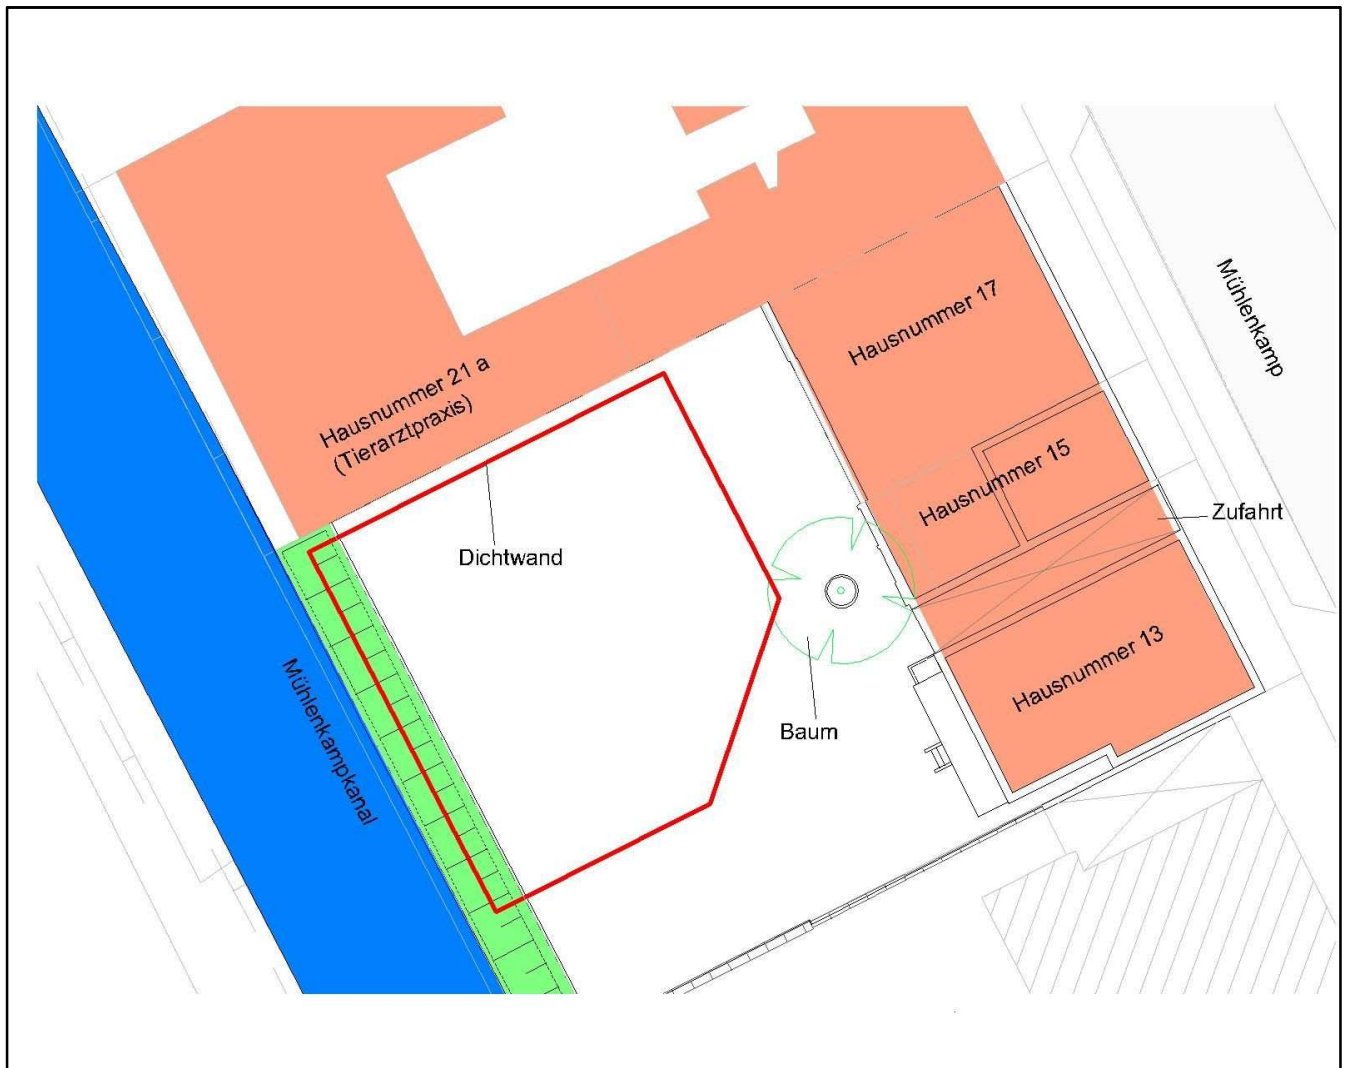 Mühlenkamp
Hausnummer 17
Hausnummer 21 a
(Tierarztpraxis)
Hausnummer 15
Zufahrt
Dichtwand
Hausnummer 13
Mühlenkampkanal
Baum